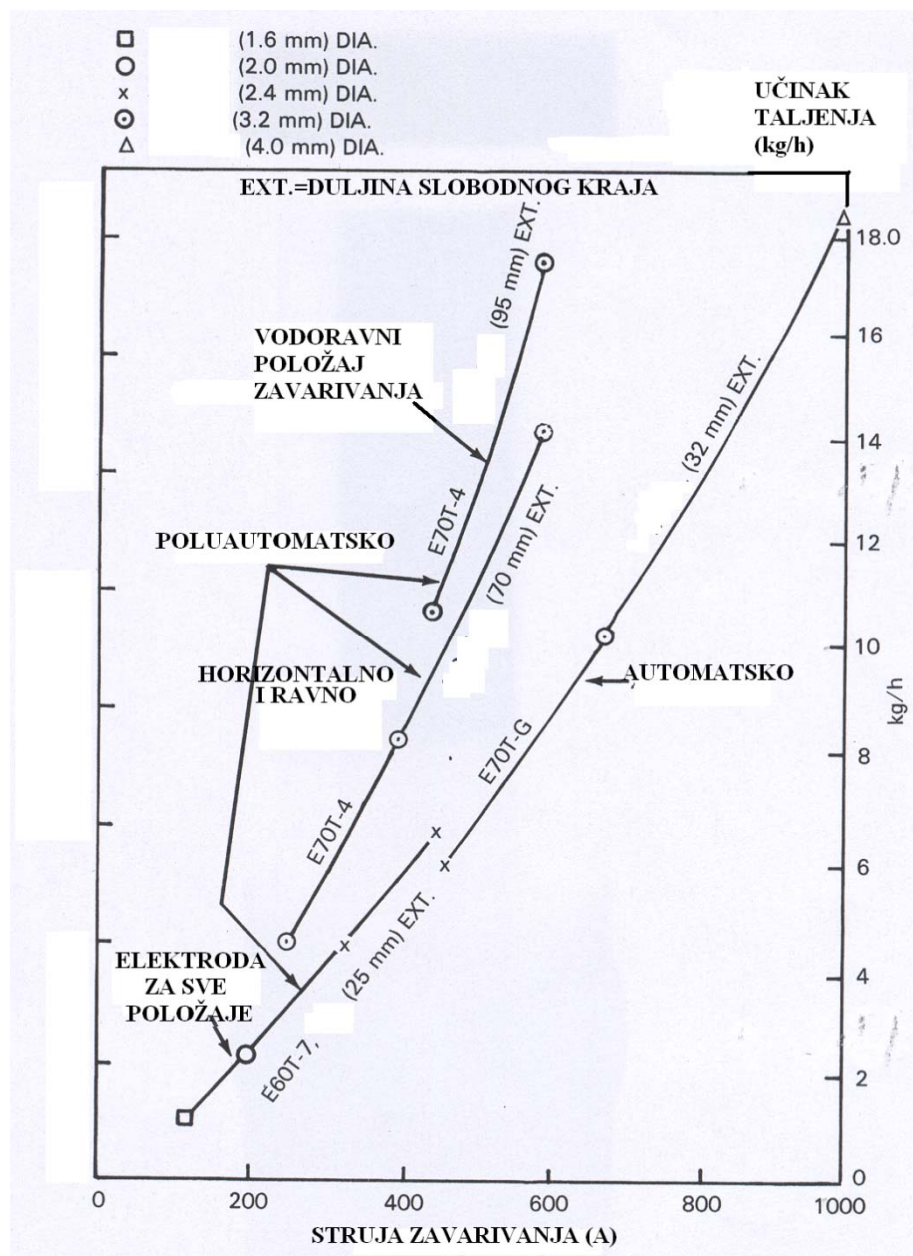 (1.6 mm) DIA.
(2.0 mm) DIA.
x (2.4 mm) DIA.
(3.2 mm) DIA.
(4.0 mm) DIA.
UČINAK
TALJENJA
(kg/h)
EXT.=DULJINA SLOBODNOG KRAJA
(95 mm) EXT.
18.0
VODORAVNI
POLOŽAJ
ZAVARIVANJA
16
(32 mm) EXT.
14
E70T-4
POLUAUTOMATSKO
(70 mm) EXT.
12
10
HORIZONTALNO
I RAVNO
AUTOMATSKO
kg/h
E70T-G
8
E70T-4
6
(25 mm) EXT.
ELEKTRODA
ZA SVE
POLOŽAJE
4
E60T-7,
2
0
0 200 400 600 800 1000
STRUJA ZAVARIVANJA (A)